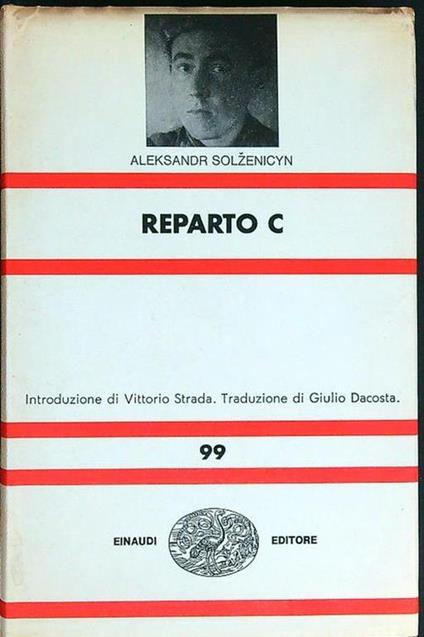 ALEKSANDR SOLŽENICYN
REPARTO C
Introduzione di Vittorio Strada. Traduzione di Giulio Dacosta.
99
EINAUDI EDITORE